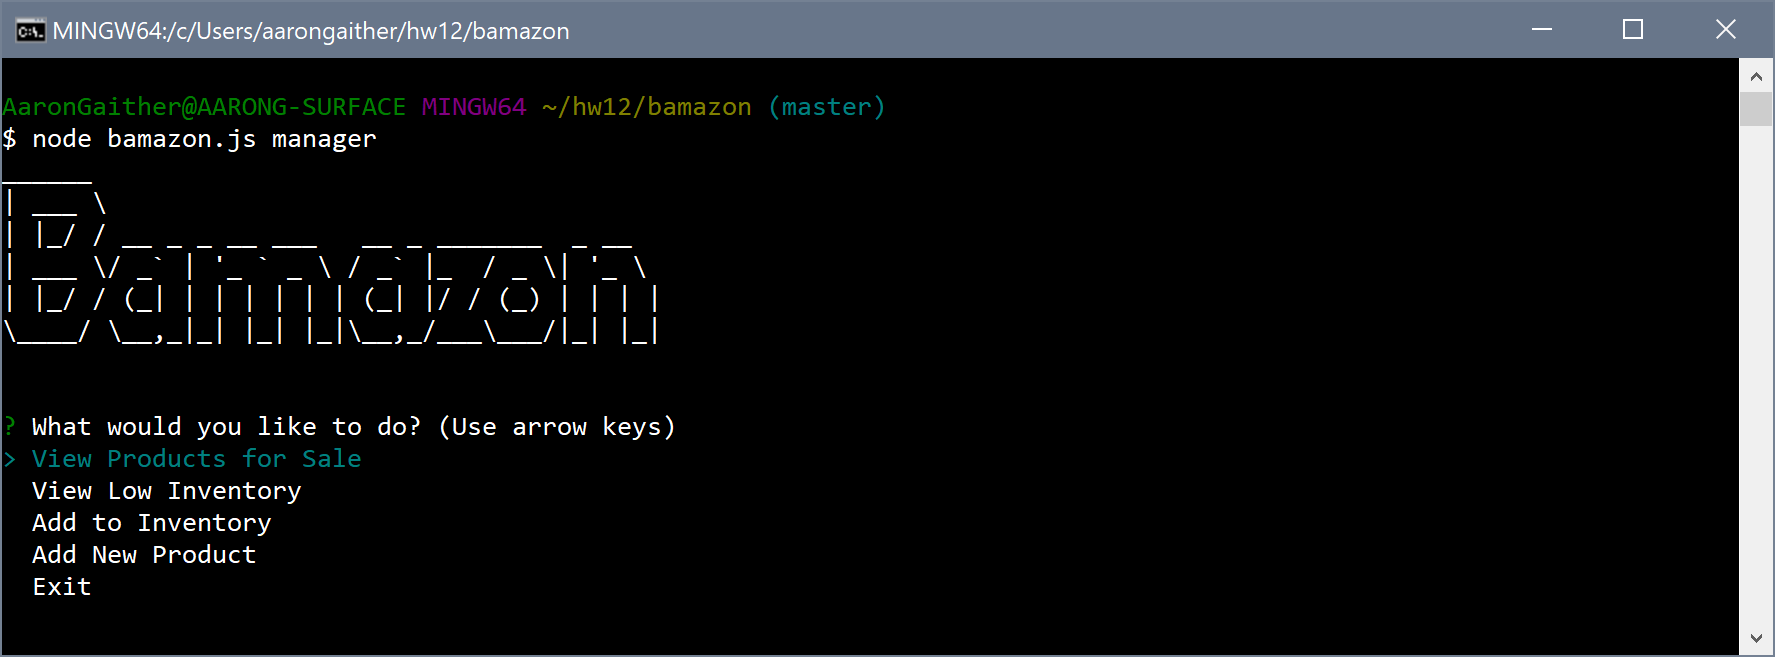 MINGW64:/c/Users/aarongaither/hw12/bamazon
AaronGaither@AARONG-SURFACE MINGW64 ~/hw12/bamazon (master)
$ node bamazon.js manager
Bamazon
? What would you like to do? (Use arrow keys)
> View Products for Sale
View Low Inventory
Add to Inventory
Add New Product
Exit